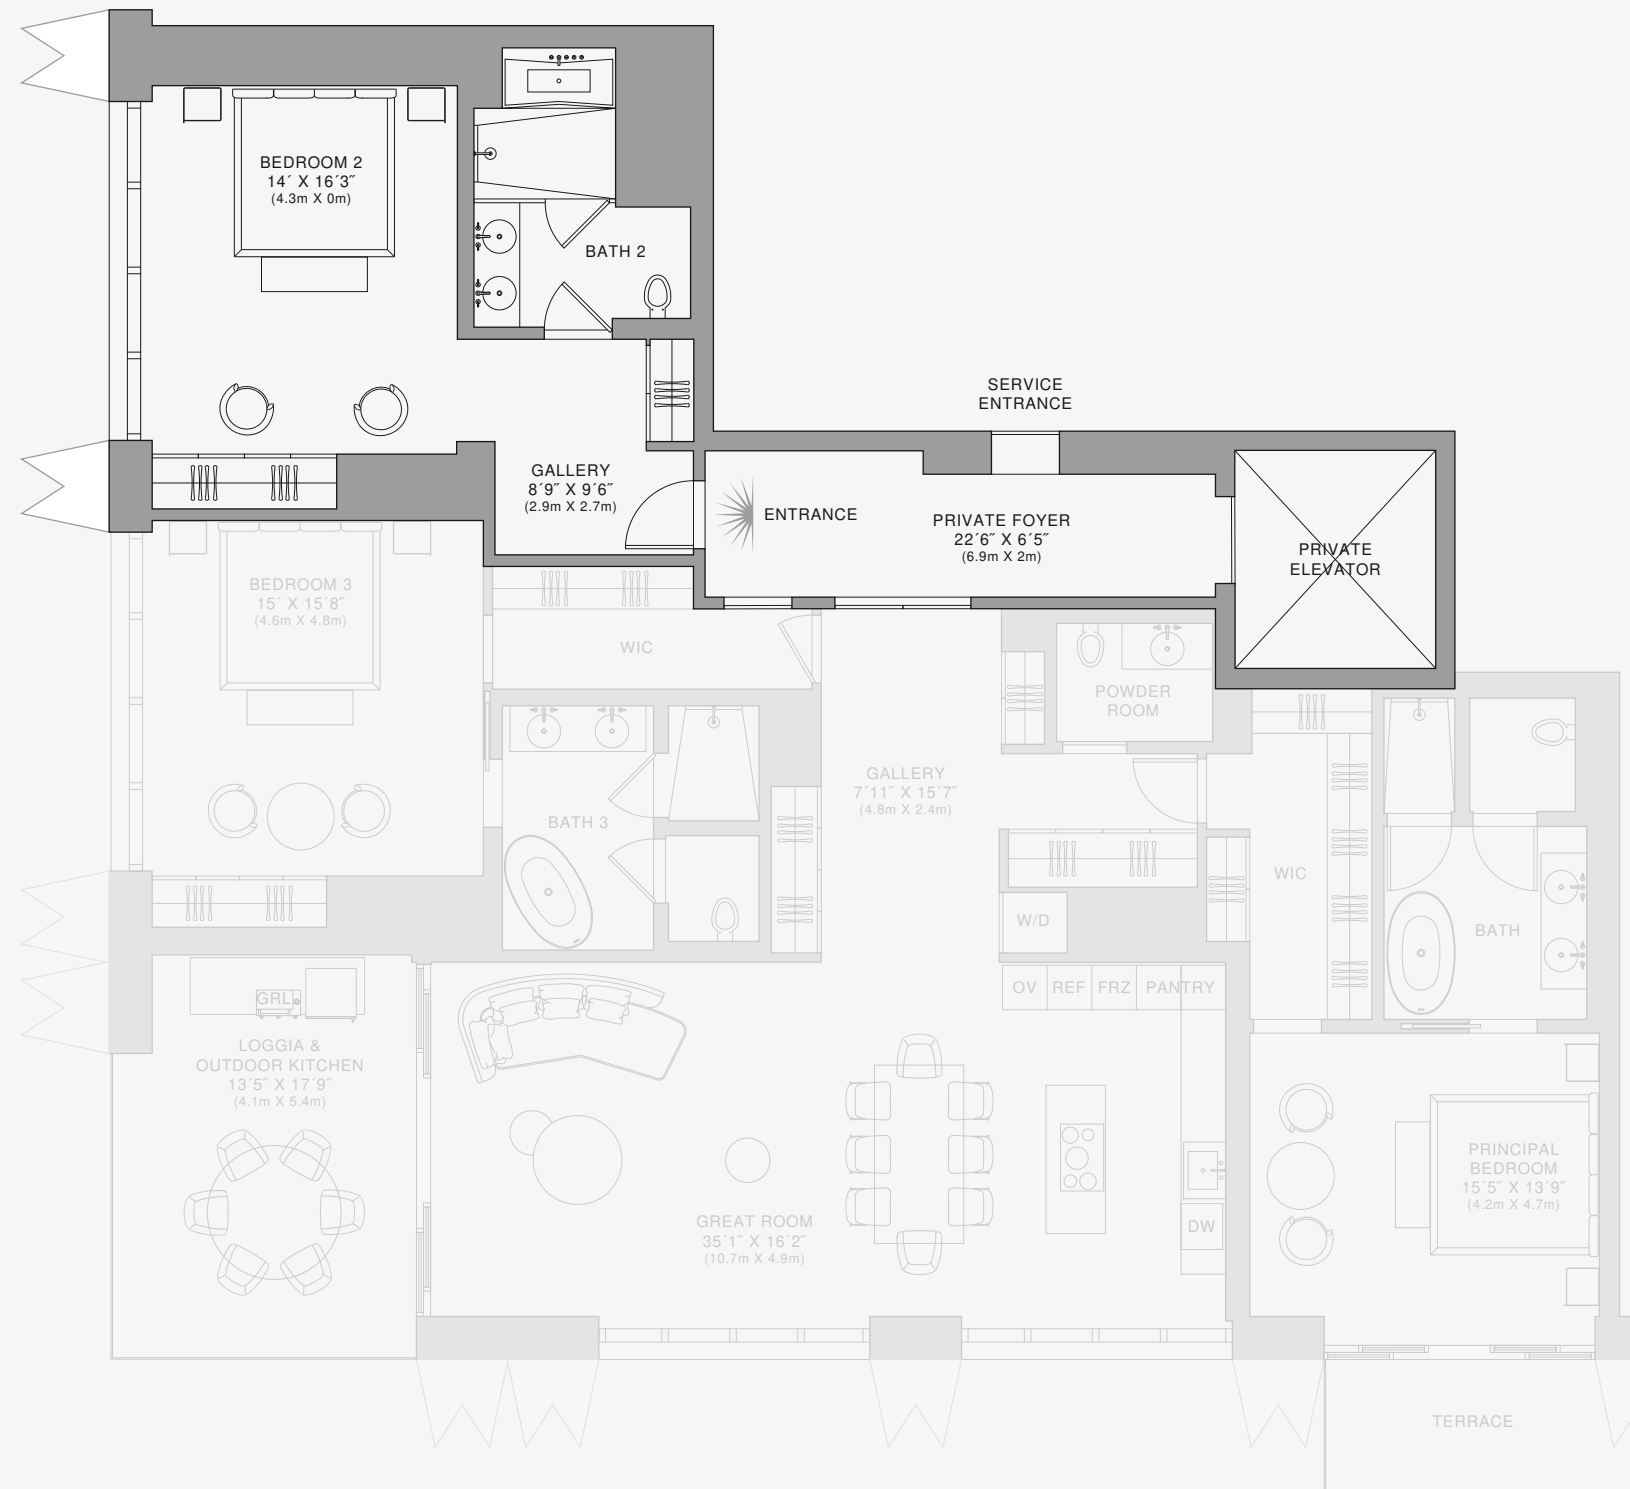 BEDROOM 2
14´ X 16´3˝
(4.3m X 0m)
BATH 2
SERVICE
ENTRANCE
GALLERY
8´9˝ X 9´6˝
(2.9m X 2.7m)
ENTRANCE
PRIVATE FOYER
22´6˝ X 6´5˝
(6.9m X 2m)
PRIVATE
ELEVATOR
BEDROOM 3
15´ X 15´8˝
(4.6m X 4.8m)
WIC
POWDER
ROOM
GALLERY
7´11˝ X 15´7˝
(4.8m X 2.4m)
BATH 3
WIC
W/D
BATH
OV
REF
FRZ
PANTRY
GRL
LOGGIA &
OUTDOOR KITCHEN
13´5˝ X 17´9˝
(4.1m X 5.4m)
PRINCIPAL
BEDROOM
15´5˝ X 13´9˝
(4.2m X 4.7m)
GREAT ROOM
35´1˝ X 16´2˝
(10.7m X 4.9m)
DW
TERRACE